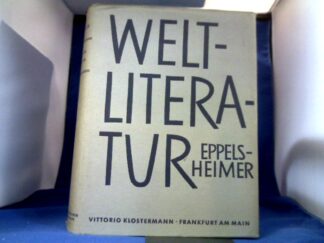 WELT-
LITERA-
TUR EPPELS-
HEIMER
VITTORIO KLOSTERMANN · FRANKFURT AM MAIN